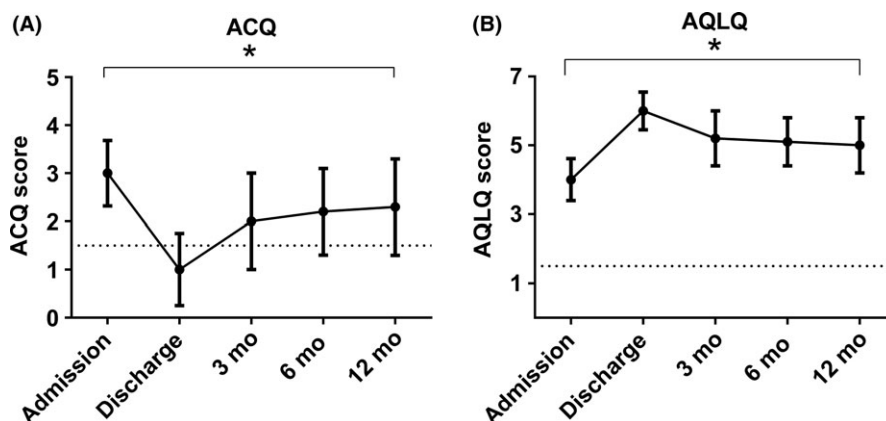 (A)
ACQ
*
ACQ score
5
4
3
2
1
0
Admission
Discharge
3 mo
6 mo
12 mo
(B)
AQLQ
*
AQLQ score
7
5
3
1
Admission
Discharge
3 mo
6 mo
12 mo